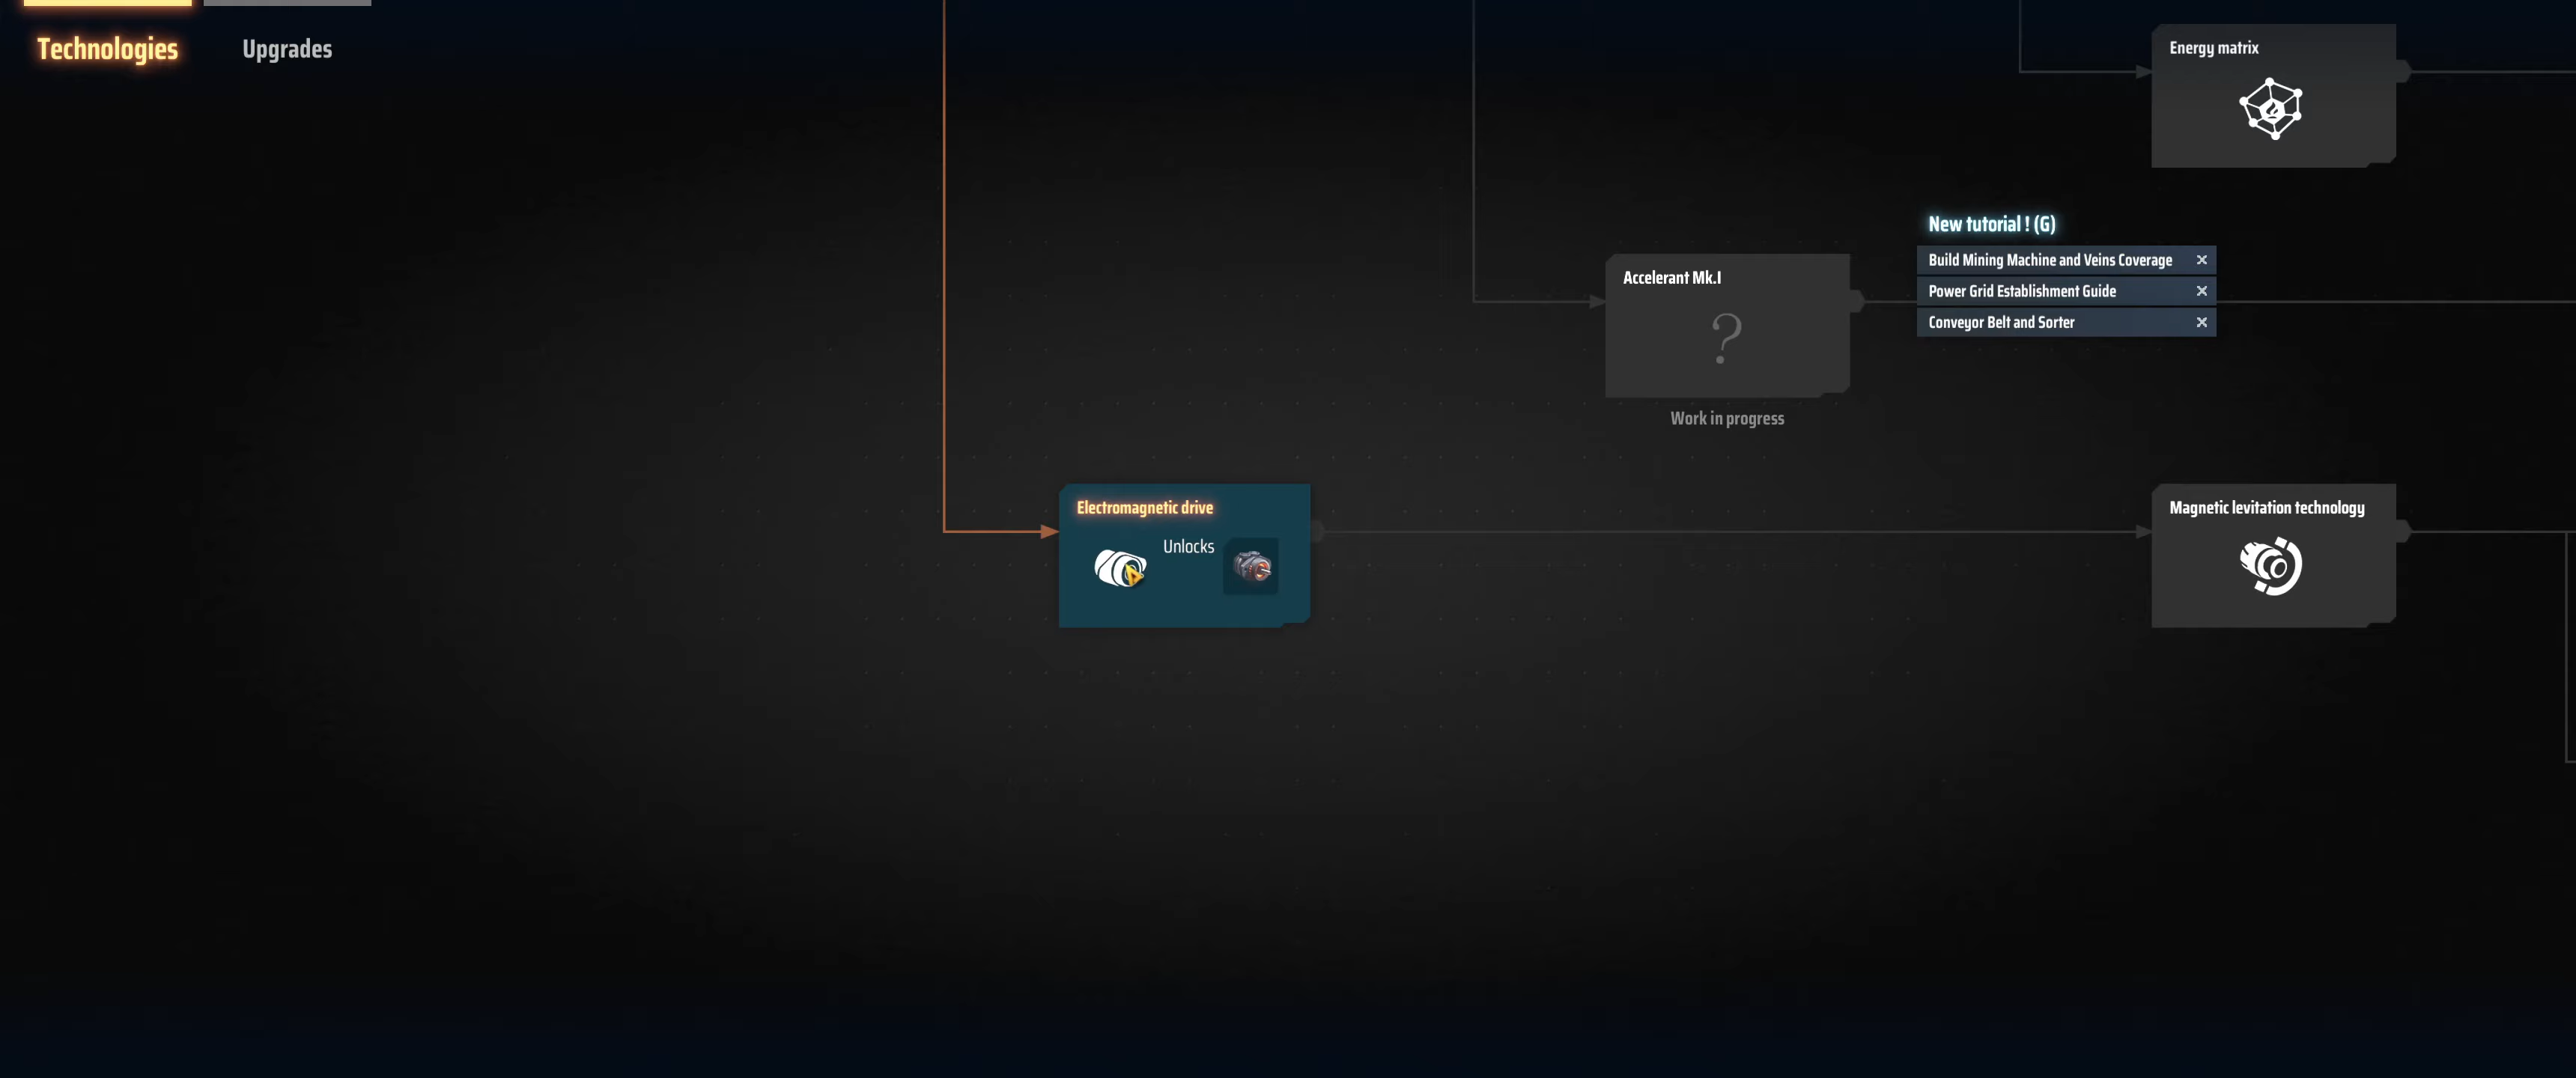 Technologies
Upgrades
Energy matrix
New tutorial ! (G)
Build Mining Machine and Veins Coverage
Power Grid Establishment Guide
Conveyor Belt and Sorter
Accelerant Mk.I
?
Work in progress
Electromagnetic drive
Unlocks
Magnetic levitation technology